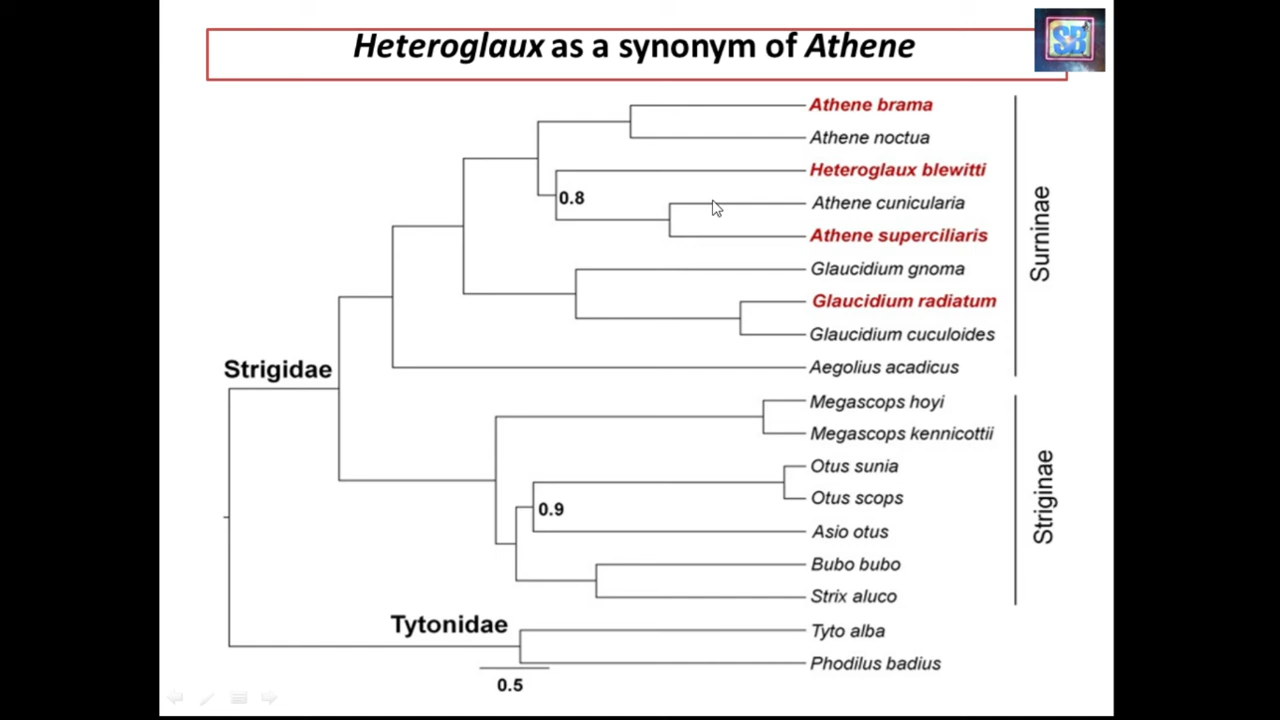 Heteroglaux as a synonym of Athene
SB
Athene brama
Athene noctua
Heteroglaux blewitti
0.8
Athene cunicularia
Athene superciliaris
Surninae
Glaucidium gnoma
Glaucidium radiatum
Glaucidium cuculoides
Aegolius acadicus
Strigidae
Megascops hoyi
Megascops kennicottii
Otus sunia
Otus scops
0.9
Striginae
Asio otus
Bubo bubo
Strix aluco
Tytonidae
Tyto alba
Phodilus badius
0.5